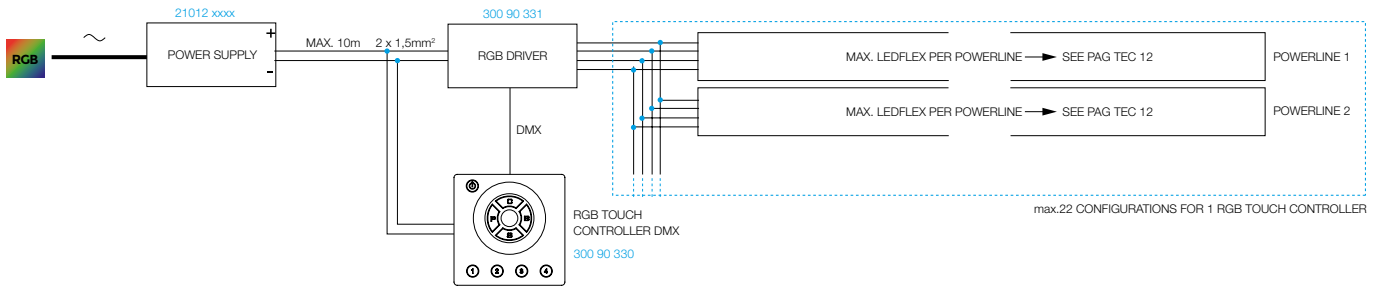 21012 xxxx
300 90 331
RGB
~
POWER SUPPLY
+
-
MAX. 10m 2 x 1,5mm²
RGB DRIVER
MAX. LEDFLEX PER POWERLINE SEE PAG TEC 12
POWERLINE 1
MAX. LEDFLEX PER POWERLINE SEE PAG TEC 12
POWERLINE 2
DMX
max.22 CONFIGURATIONS FOR 1 RGB TOUCH CONTROLLER
C
P
B
S
1 2 3 4
RGB TOUCH
CONTROLLER DMX
300 90 330